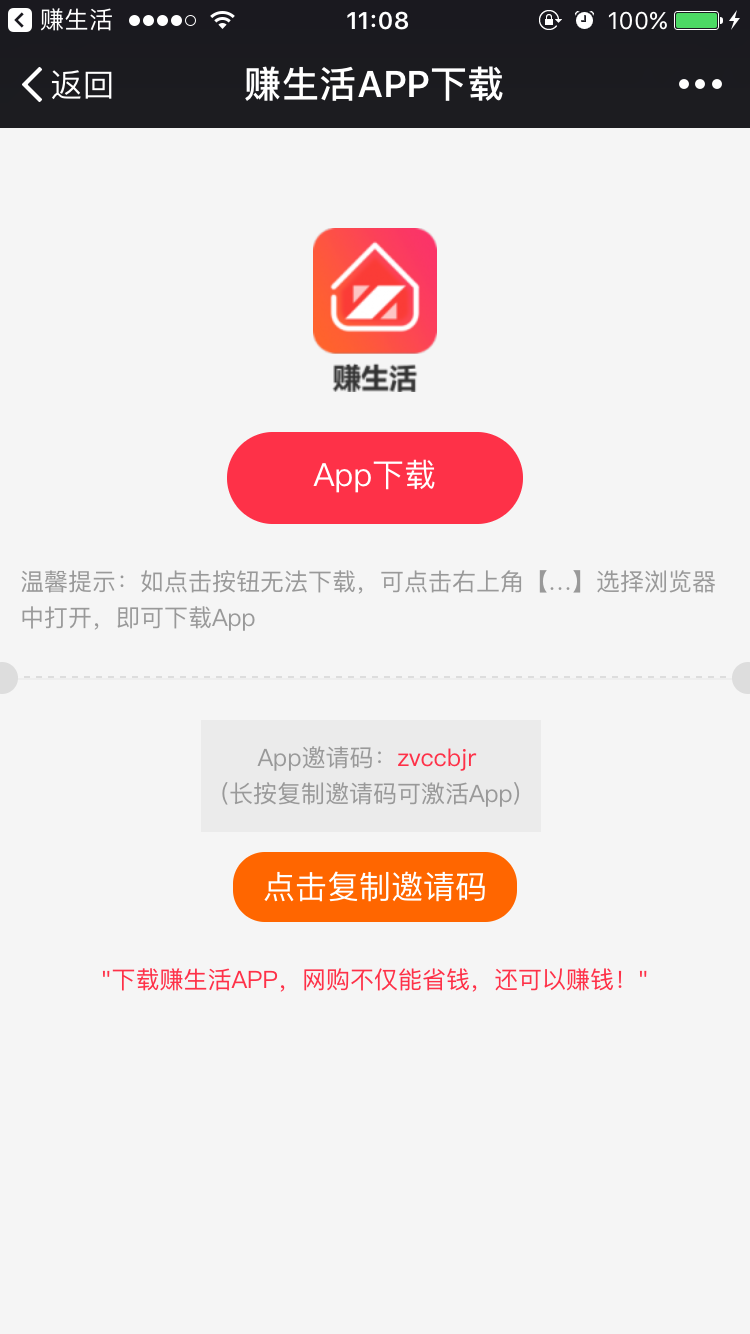 赚生活 11:08 100%
返回 赚生活APP下载
赚生活
App下载
温馨提示：如点击按钮无法下载，可点击右上角【...】选择浏览器
中打开，即可下载App
App邀请码：zvccbjr
（长按复制邀请码可激活App）
点击复制邀请码
"下载赚生活APP，网购不仅能省钱，还可以赚钱！"